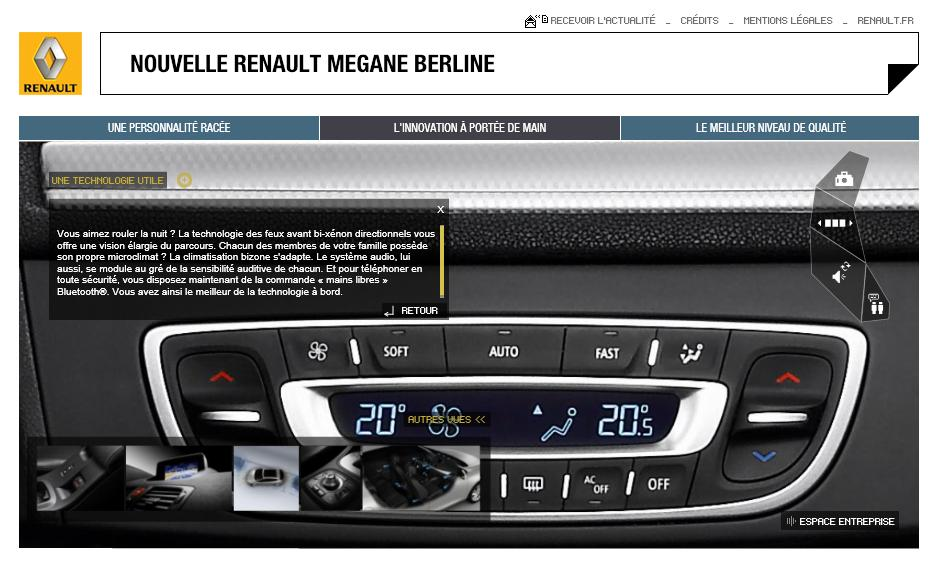 RECEVOIR L'ACTUALITÉ _ CRÉDITS _ MENTIONS LÉGALES _ RENAULT.FR
RENAULT
NOUVELLE RENAULT MEGANE BERLINE
UNE PERSONNALITÉ RACÉE
L'INNOVATION À PORTÉE DE MAIN
LE MEILLEUR NIVEAU DE QUALITÉ
UNE TECHNOLOGIE UTILE
X
Vous aimez rouler la nuit ? La technologie des feux avant bi-xénon directionnels vous
offre une vision élargie du parcours. Chacun des membres de votre famille possède
son propre microclimat ? La climatisation bizone s'adapte. Le système audio, lui
aussi, se module au gré de la sensibilité auditive de chacun. Et pour téléphoner en
toute sécurité, vous disposez maintenant de la commande « mains libres »
Bluetooth®. Vous avez ainsi le meilleur de la technologie à bord.
RETOUR
SOFT AUTO FAST
20° 20.5°
AUTRES VUES <<
AC
OFF
OFF
ESPACE ENTREPRISE